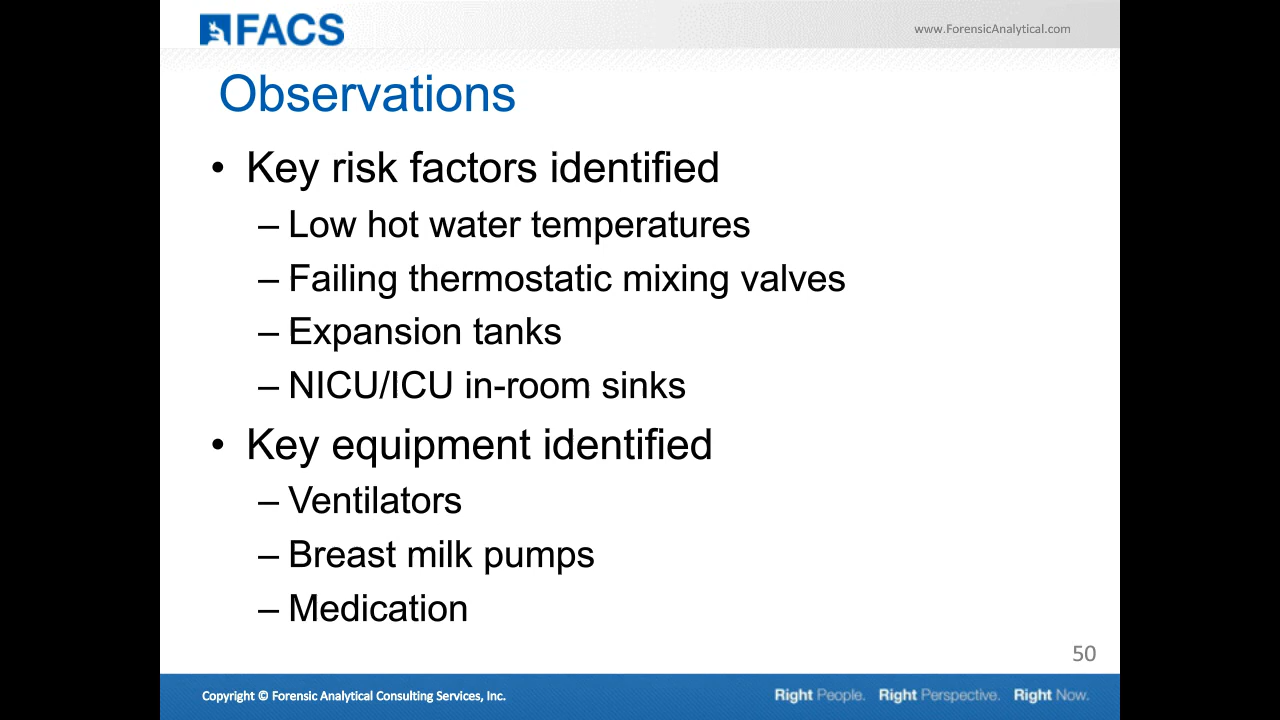 FACS
www.ForensicAnalytical.com
Observations
• Key risk factors identified
– Low hot water temperatures
– Failing thermostatic mixing valves
– Expansion tanks
– NICU/ICU in-room sinks
• Key equipment identified
– Ventilators
– Breast milk pumps
– Medication
50
Copyright © Forensic Analytical Consulting Services, Inc.
Right People. Right Perspective. Right Now.